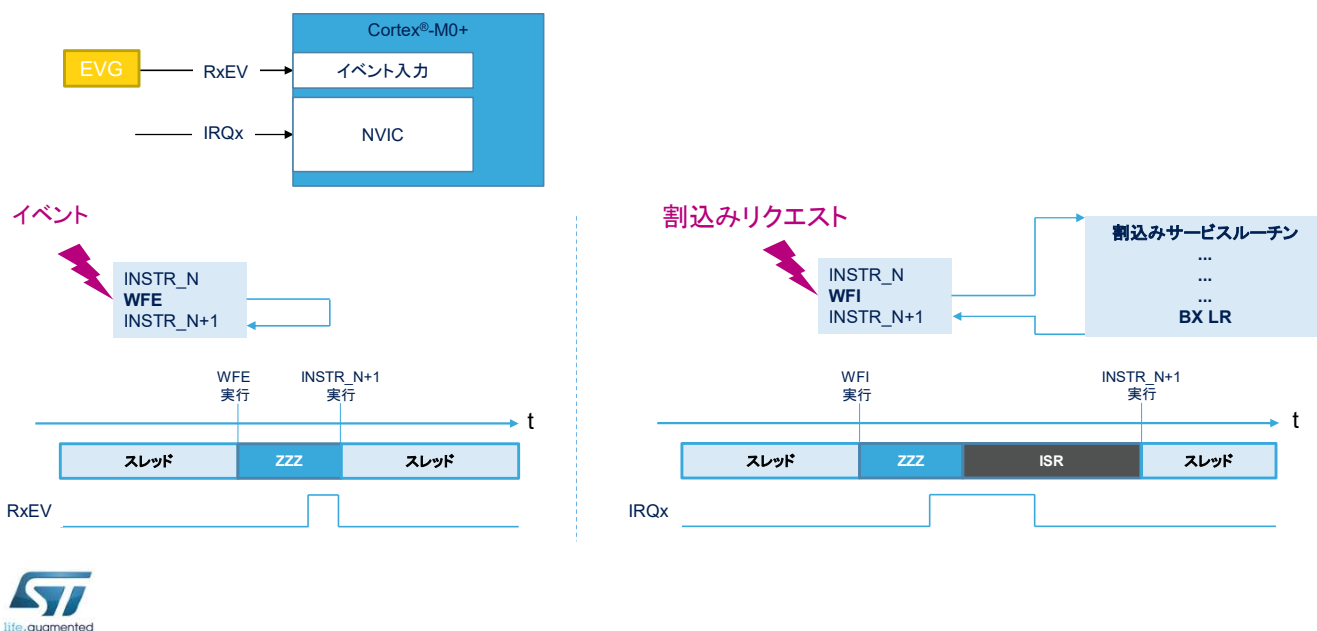 Cortex®-M0+
EVG
RxEV
イベント入力
IRQx
NVIC
イベント
INSTR_N
WFE
INSTR_N+1
WFE
実行
INSTR_N+1
実行
t
スレッド
ZZZ
スレッド
RxEV
割込みリクエスト
INSTR_N
WFI
INSTR_N+1
割込みサービスルーチン
...
...
...
BX LR
WFI
実行
INSTR_N+1
実行
t
スレッド
ZZZ
ISR
スレッド
IRQx
ST
life.augmented